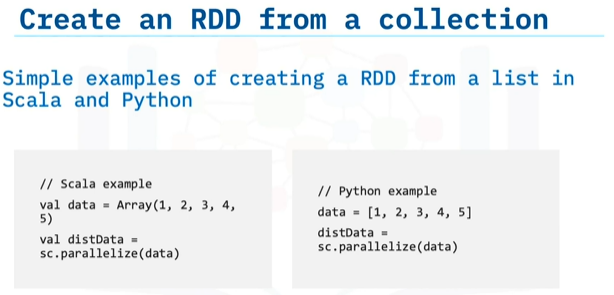 Create an RDD from a collection
Simple examples of creating a RDD from a list in
Scala and Python
// Scala example
val data = Array(1, 2, 3, 4,
5)
val distData =
sc.parallelize(data)
// Python example
data = [1, 2, 3, 4, 5]
distData =
sc.parallelize(data)